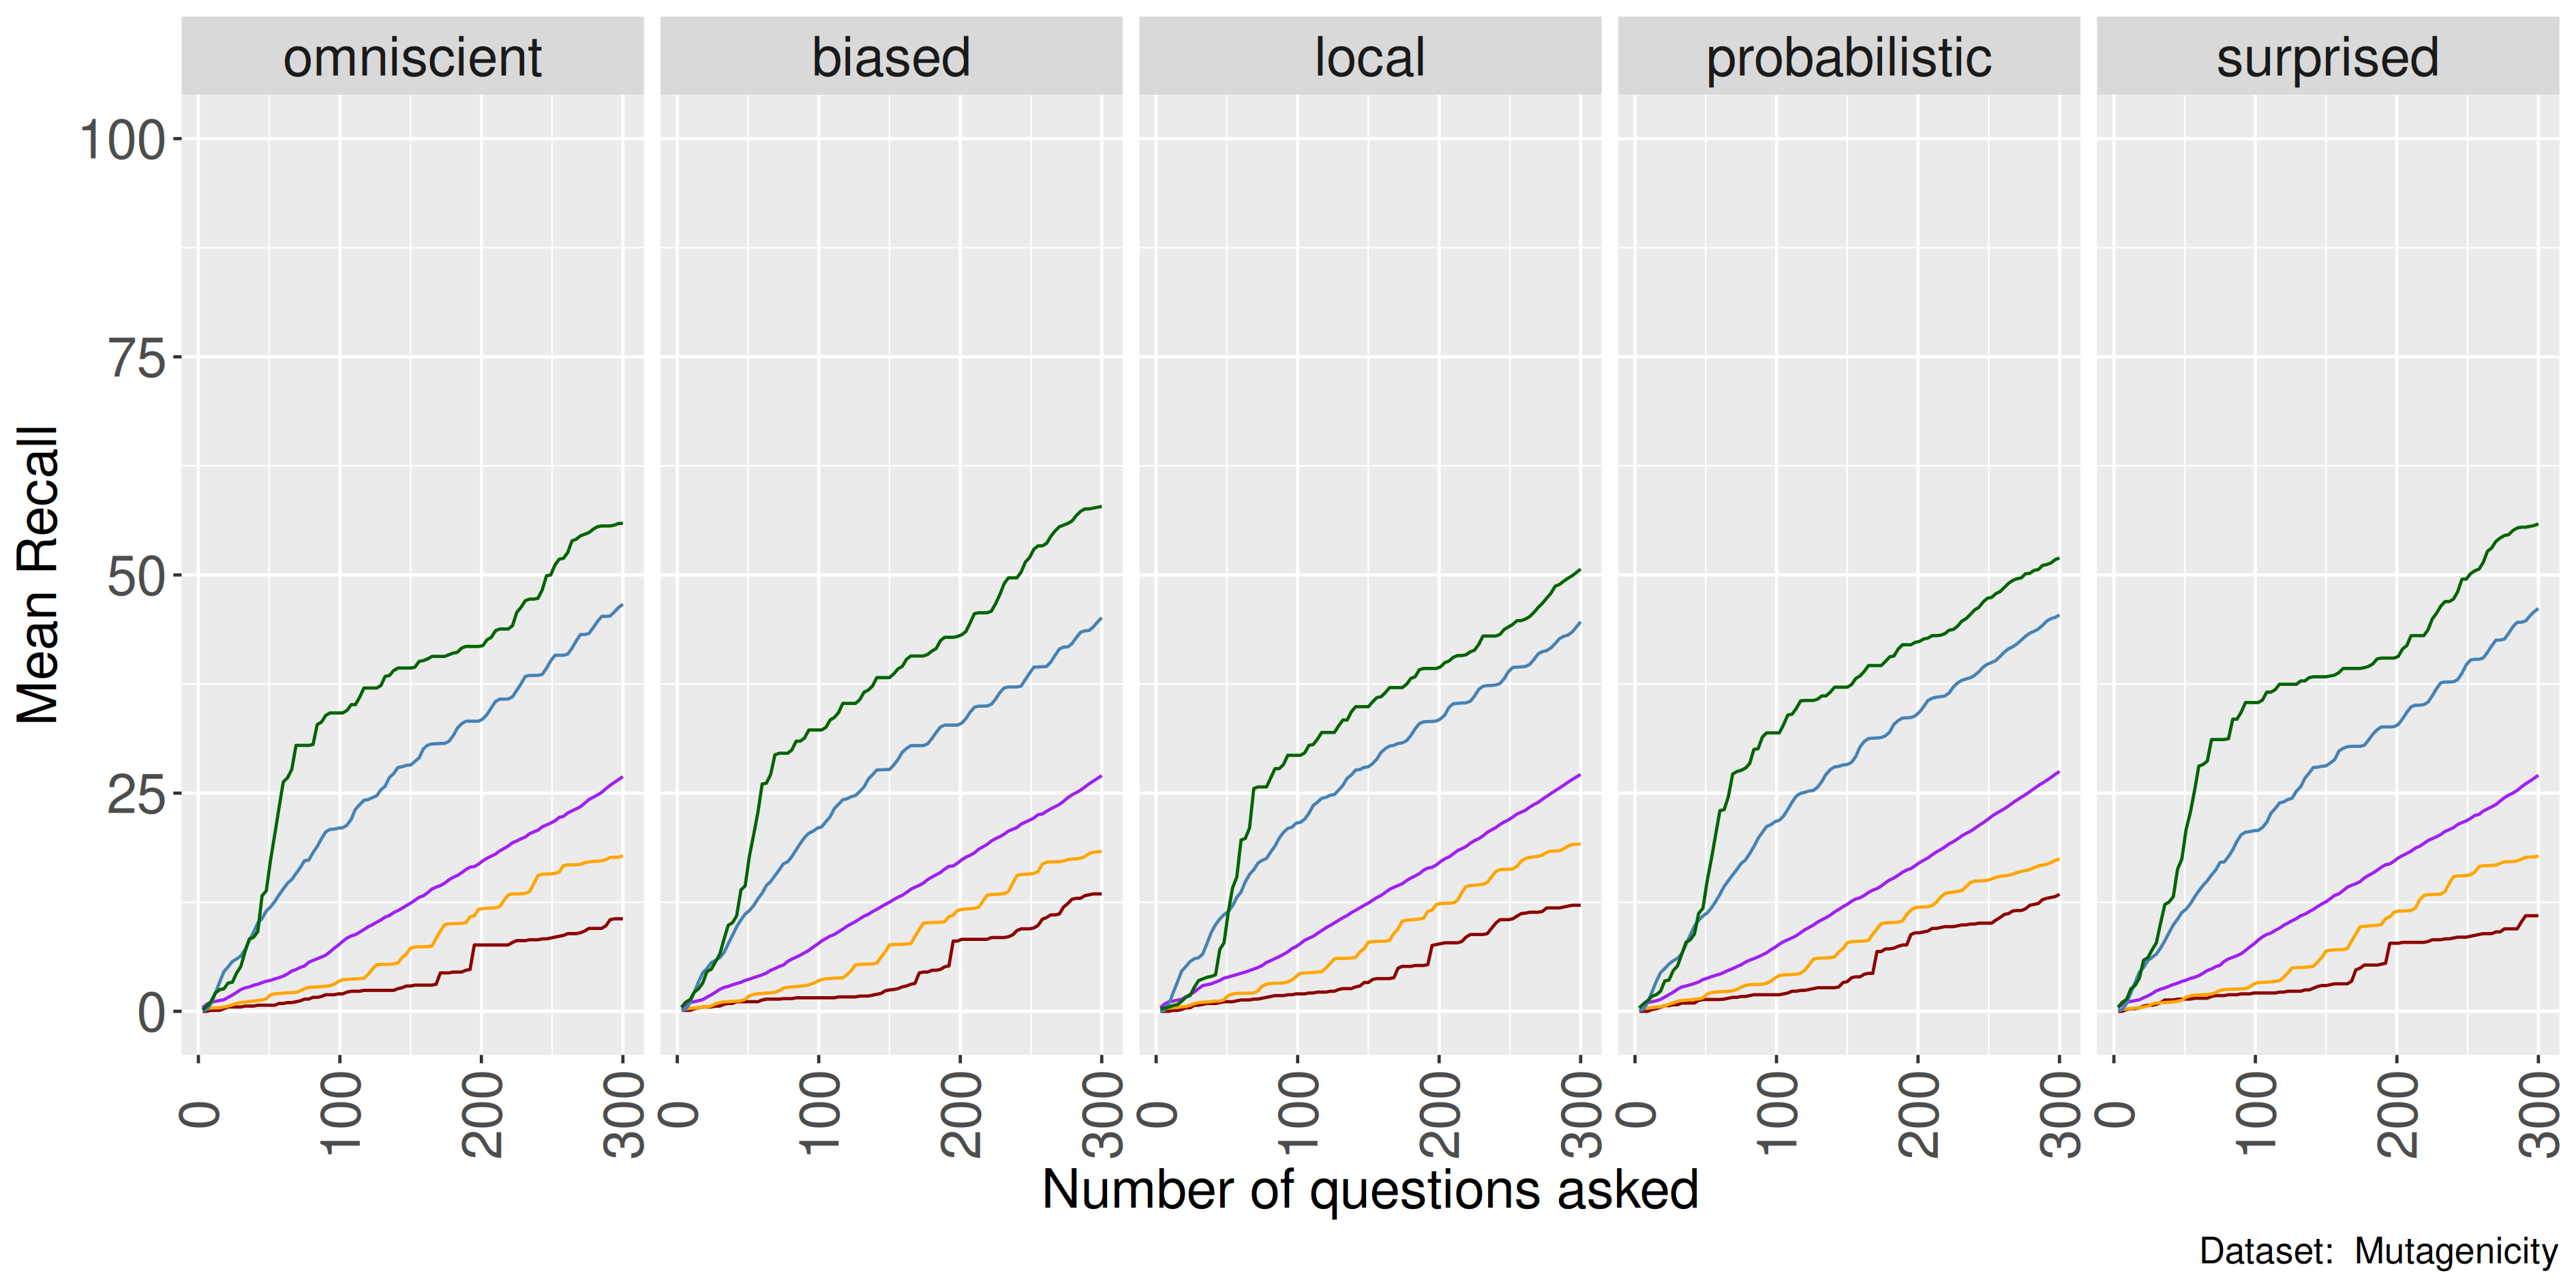 omniscient biased local probabilistic surprised
100
75
50
25
0
Mean Recall
0 100 200 300 0 100 200 300 0 100 200 300 0 100 200 300 0 100 200 300
Number of questions asked
Dataset: Mutagenicity